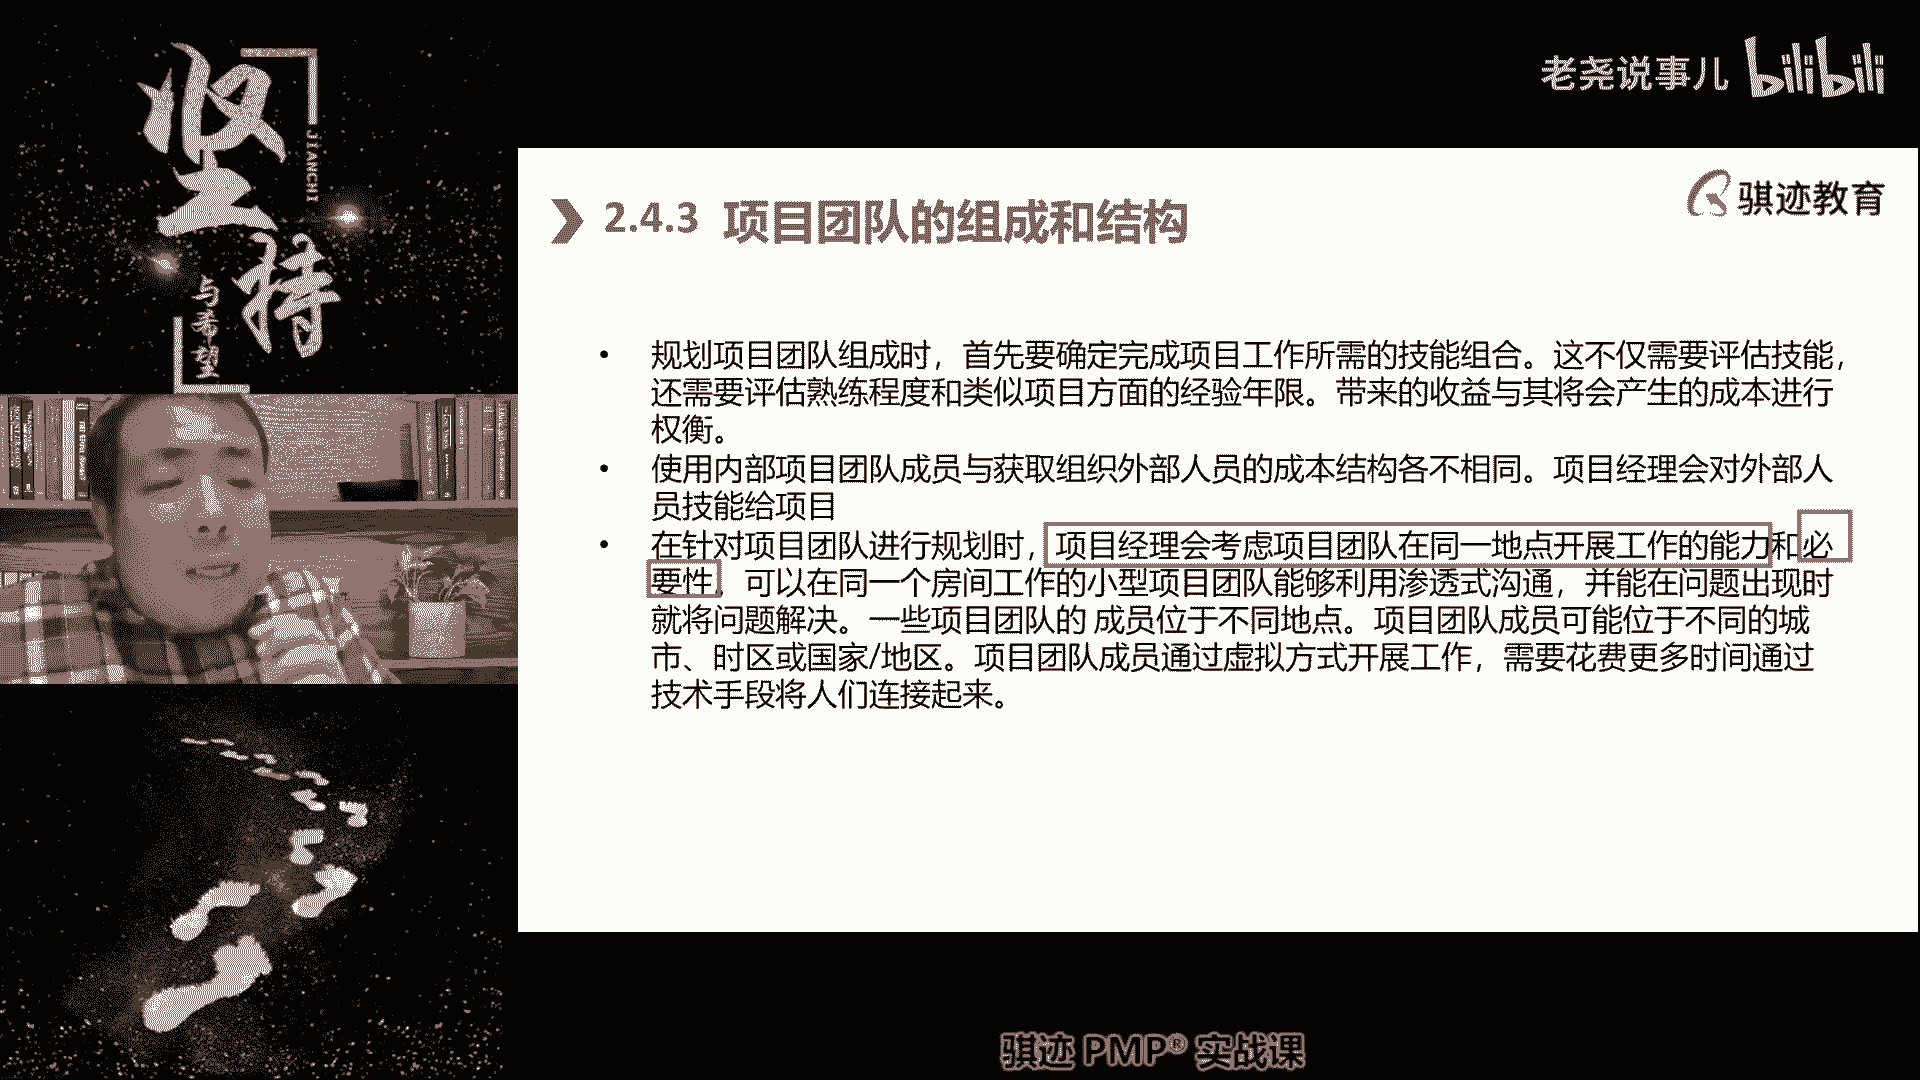 坚持
JIANCHI
与希望
老尧说事儿 bilibili
骐迹教育
2.4.3 项目团队的组成和结构
• 规划项目团队组成时，首先要确定完成项目工作所需的技能组合。这不仅需要评估技能，
还需要评估熟练程度和类似项目方面的经验年限。带来的收益与其将会产生的成本进行
权衡。
• 使用内部项目团队成员与获取组织外部人员的成本结构各不相同。项目经理会对外部人
员技能给项目
• 在针对项目团队进行规划时，项目经理会考虑项目团队在同一地点开展工作的能力和必
要性。可以在同一个房间工作的小型项目团队能够利用渗透式沟通，并能在问题出现时
就将问题解决。一些项目团队的 成员位于不同地点。项目团队成员可能位于不同的城
市、时区或国家/地区。项目团队成员通过虚拟方式开展工作，需要花费更多时间通过
技术手段将人们连接起来。
骐迹 PMP® 实战课